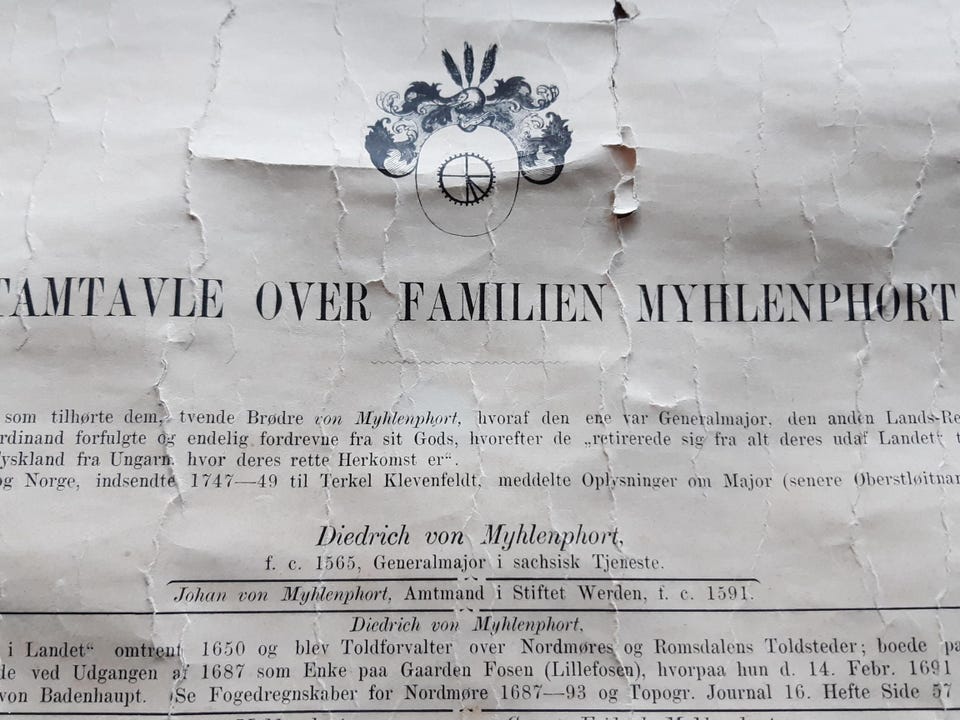 TAMTAVLE OVER FAMILIEN MYHLENPHORT
som tilhørte dem, tvende Brødre von Myhlenphort, hvoraf den ene var Generalmajor, den anden Lands-Re
erdinand forfulgte og endelig fordrevne fra sit Gods, hvorefter de „retirerede sig fra alt deres udaf Landet“ t
yskland fra Ungarn, hvor deres rette Herkomst er“.
og Norge, indsendte 1747—49 til Terkel Klevenfeldt, meddelte Oplysninger om Major (senere Oberstløitnan
Diedrich von Myhlenphort,
f. c. 1565, Generalmajor i sachsisk Tjeneste.
Johan von Myhlenphort, Amtmand i Stiftet Werden, f. c. 1591.
Diedrich von Myhlenphort,
i Landet“ omtrent 1650 og blev Toldforvalter over Nordmøres og Romsdalens Toldsteder; boede pa
de ved Udgangen af 1687 som Enke paa Gaarden Fosen (Lillefosen), hvorpaa hun d. 14. Febr. 1691
von Badenhaupt. (Se Fogedregnskaber for Nordmøre 1687—93 og Topogr. Journal 16. Hefte Side 57